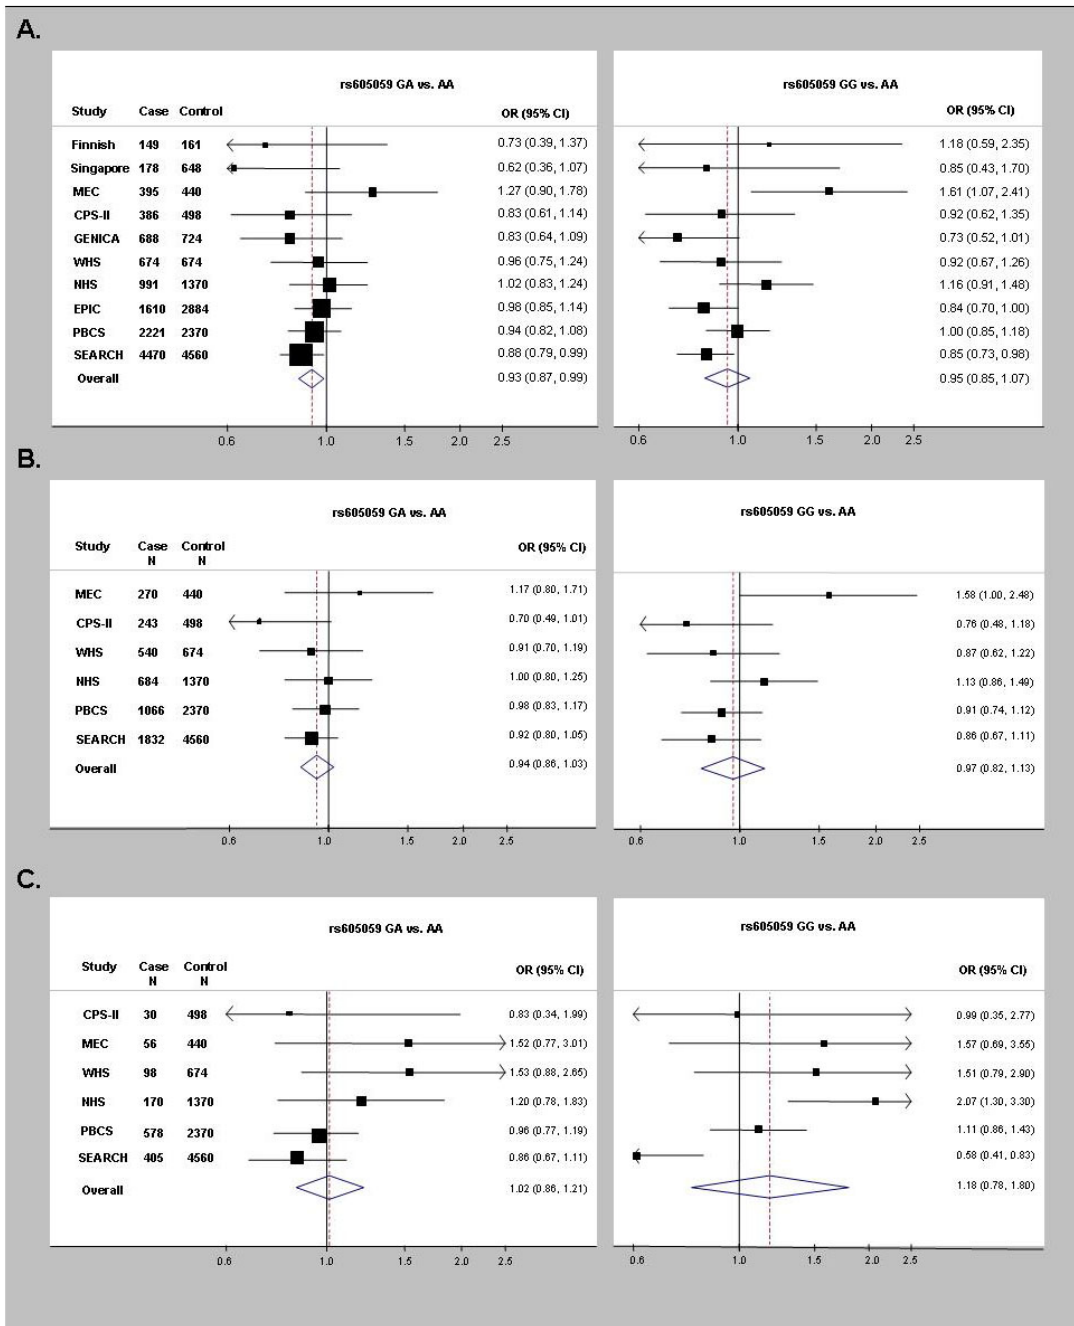 A.
rs605059 GA vs. AA rs605059 GG vs. AA
Study Case Control OR (95% CI) OR (95% CI)
Finnish 149 161 0.73 (0.39, 1.37) 1.18 (0.59, 2.35)
Singapore 178 648 0.62 (0.36, 1.07) 0.85 (0.43, 1.70)
MEC 395 440 1.27 (0.90, 1.78) 1.61 (1.07, 2.41)
CPS-II 386 498 0.83 (0.61, 1.14) 0.92 (0.62, 1.35)
GENICA 688 724 0.83 (0.64, 1.09) 0.73 (0.52, 1.01)
WHS 674 674 0.96 (0.75, 1.24) 0.92 (0.67, 1.26)
NHS 991 1370 1.02 (0.83, 1.24) 1.16 (0.91, 1.48)
EPIC 1610 2884 0.98 (0.85, 1.14) 0.84 (0.70, 1.00)
PBCS 2221 2370 0.94 (0.82, 1.08) 1.00 (0.85, 1.18)
SEARCH 4470 4560 0.88 (0.79, 0.99) 0.85 (0.73, 0.98)
Overall 0.93 (0.87, 0.99) 0.95 (0.85, 1.07)
0.6 1.0 1.5 2.0 2.5 0.6 1.0 1.5 2.0 2.5
B.
rs605059 GA vs. AA rs605059 GG vs. AA
Study Case Control OR (95% CI) OR (95% CI)
N N
MEC 270 440 1.17 (0.80, 1.71) 1.58 (1.00, 2.48)
CPS-II 243 498 0.70 (0.49, 1.01) 0.76 (0.48, 1.18)
WHS 540 674 0.91 (0.70, 1.19) 0.87 (0.62, 1.22)
NHS 684 1370 1.00 (0.80, 1.25) 1.13 (0.86, 1.49)
PBCS 1066 2370 0.98 (0.83, 1.17) 0.91 (0.74, 1.12)
SEARCH 1832 4560 0.92 (0.80, 1.05) 0.86 (0.67, 1.11)
Overall 0.94 (0.86, 1.03) 0.97 (0.82, 1.13)
0.6 1.0 1.5 2.0 2.5 0.6 1.0 1.5 2.0 2.5
C.
rs605059 GA vs. AA rs605059 GG vs. AA
Study Case Control OR (95% CI) OR (95% CI)
N N
CPS-II 30 498 0.83 (0.34, 1.99) 0.99 (0.35, 2.77)
MEC 56 440 1.52 (0.77, 3.01) 1.57 (0.69, 3.55)
WHS 98 674 1.53 (0.88, 2.65) 1.51 (0.79, 2.90)
NHS 170 1370 1.20 (0.78, 1.83) 2.07 (1.30, 3.30)
PBCS 578 2370 0.96 (0.77, 1.19) 1.11 (0.86, 1.43)
SEARCH 405 4560 0.86 (0.67, 1.11) 0.58 (0.41, 0.83)
Overall 1.02 (0.86, 1.21) 1.18 (0.78, 1.80)
0.6 1.0 1.5 2.0 2.5 0.6 1.0 1.5 2.0 2.5